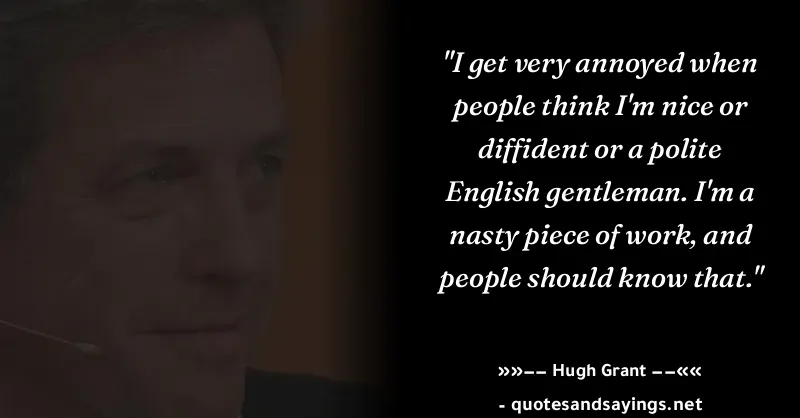 "I get very annoyed when
people think I'm nice or
diffident or a polite
English gentleman. I'm a
nasty piece of work, and
people should know that."
»»−− Hugh Grant −−««
- quotesandsayings.net